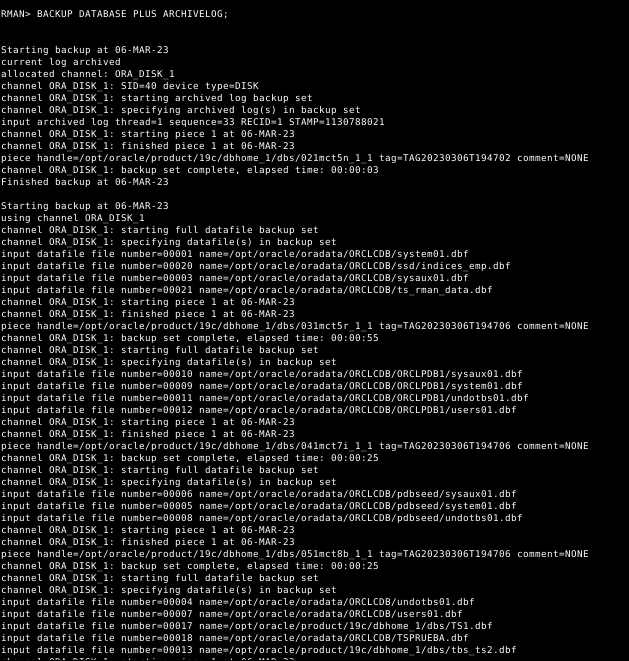 RMAN> BACKUP DATABASE PLUS ARCHIVELOG;
Starting backup at 06-MAR-23
current log archived
allocated channel: ORA_DISK_1
channel ORA_DISK_1: SID=40 device type=DISK
channel ORA_DISK_1: starting archived log backup set
channel ORA_DISK_1: specifying archived log(s) in backup set
input archived log thread=1 sequence=33 RECID=1 STAMP=1130788021
channel ORA_DISK_1: starting piece 1 at 06-MAR-23
channel ORA_DISK_1: finished piece 1 at 06-MAR-23
piece handle=/opt/oracle/product/19c/dbhome_1/dbs/021mct5n_1_1 tag=TAG20230306T194702 comment=NONE
channel ORA_DISK_1: backup set complete, elapsed time: 00:00:03
Finished backup at 06-MAR-23
Starting backup at 06-MAR-23
using channel ORA_DISK_1
channel ORA_DISK_1: starting full datafile backup set
channel ORA_DISK_1: specifying datafile(s) in backup set
input datafile file number=00001 name=/opt/oracle/oradata/ORCLCDB/system01.dbf
input datafile file number=00020 name=/opt/oracle/oradata/ORCLCDB/ssd/indices_emp.dbf
input datafile file number=00003 name=/opt/oracle/oradata/ORCLCDB/sysaux01.dbf
input datafile file number=00021 name=/opt/oracle/oradata/ORCLCDB/ts_rman_data.dbf
channel ORA_DISK_1: starting piece 1 at 06-MAR-23
channel ORA_DISK_1: finished piece 1 at 06-MAR-23
piece handle=/opt/oracle/product/19c/dbhome_1/dbs/031mct5r_1_1 tag=TAG20230306T194706 comment=NONE
channel ORA_DISK_1: backup set complete, elapsed time: 00:00:55
channel ORA_DISK_1: starting full datafile backup set
channel ORA_DISK_1: specifying datafile(s) in backup set
input datafile file number=00010 name=/opt/oracle/oradata/ORCLCDB/ORCLPDB1/sysaux01.dbf
input datafile file number=00009 name=/opt/oracle/oradata/ORCLCDB/ORCLPDB1/system01.dbf
input datafile file number=00011 name=/opt/oracle/oradata/ORCLCDB/ORCLPDB1/undotbs01.dbf
input datafile file number=00012 name=/opt/oracle/oradata/ORCLCDB/ORCLPDB1/users01.dbf
channel ORA_DISK_1: starting piece 1 at 06-MAR-23
channel ORA_DISK_1: finished piece 1 at 06-MAR-23
piece handle=/opt/oracle/product/19c/dbhome_1/dbs/041mct7i_1_1 tag=TAG20230306T194706 comment=NONE
channel ORA_DISK_1: backup set complete, elapsed time: 00:00:25
channel ORA_DISK_1: starting full datafile backup set
channel ORA_DISK_1: specifying datafile(s) in backup set
input datafile file number=00006 name=/opt/oracle/oradata/ORCLCDB/pdbseed/sysaux01.dbf
input datafile file number=00005 name=/opt/oracle/oradata/ORCLCDB/pdbseed/system01.dbf
input datafile file number=00008 name=/opt/oracle/oradata/ORCLCDB/pdbseed/undotbs01.dbf
channel ORA_DISK_1: starting piece 1 at 06-MAR-23
channel ORA_DISK_1: finished piece 1 at 06-MAR-23
piece handle=/opt/oracle/product/19c/dbhome_1/dbs/051mct8b_1_1 tag=TAG20230306T194706 comment=NONE
channel ORA_DISK_1: backup set complete, elapsed time: 00:00:25
channel ORA_DISK_1: starting full datafile backup set
channel ORA_DISK_1: specifying datafile(s) in backup set
input datafile file number=00004 name=/opt/oracle/oradata/ORCLCDB/undotbs01.dbf
input datafile file number=00007 name=/opt/oracle/oradata/ORCLCDB/users01.dbf
input datafile file number=00017 name=/opt/oracle/product/19c/dbhome_1/dbs/TS1.dbf
input datafile file number=00018 name=/opt/oracle/oradata/ORCLCDB/TSPRUEBA.dbf
input datafile file number=00013 name=/opt/oracle/product/19c/dbhome_1/dbs/tbs_ts2.dbf